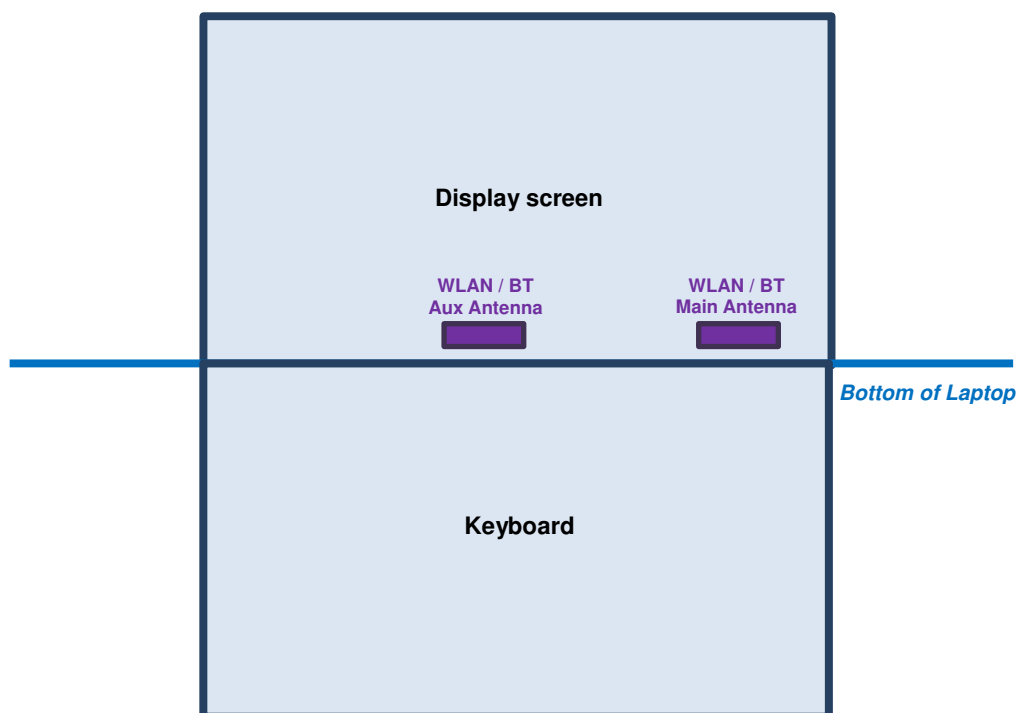 Display screen
WLAN / BT
Aux Antenna
WLAN / BT
Main Antenna
Bottom of Laptop
Keyboard